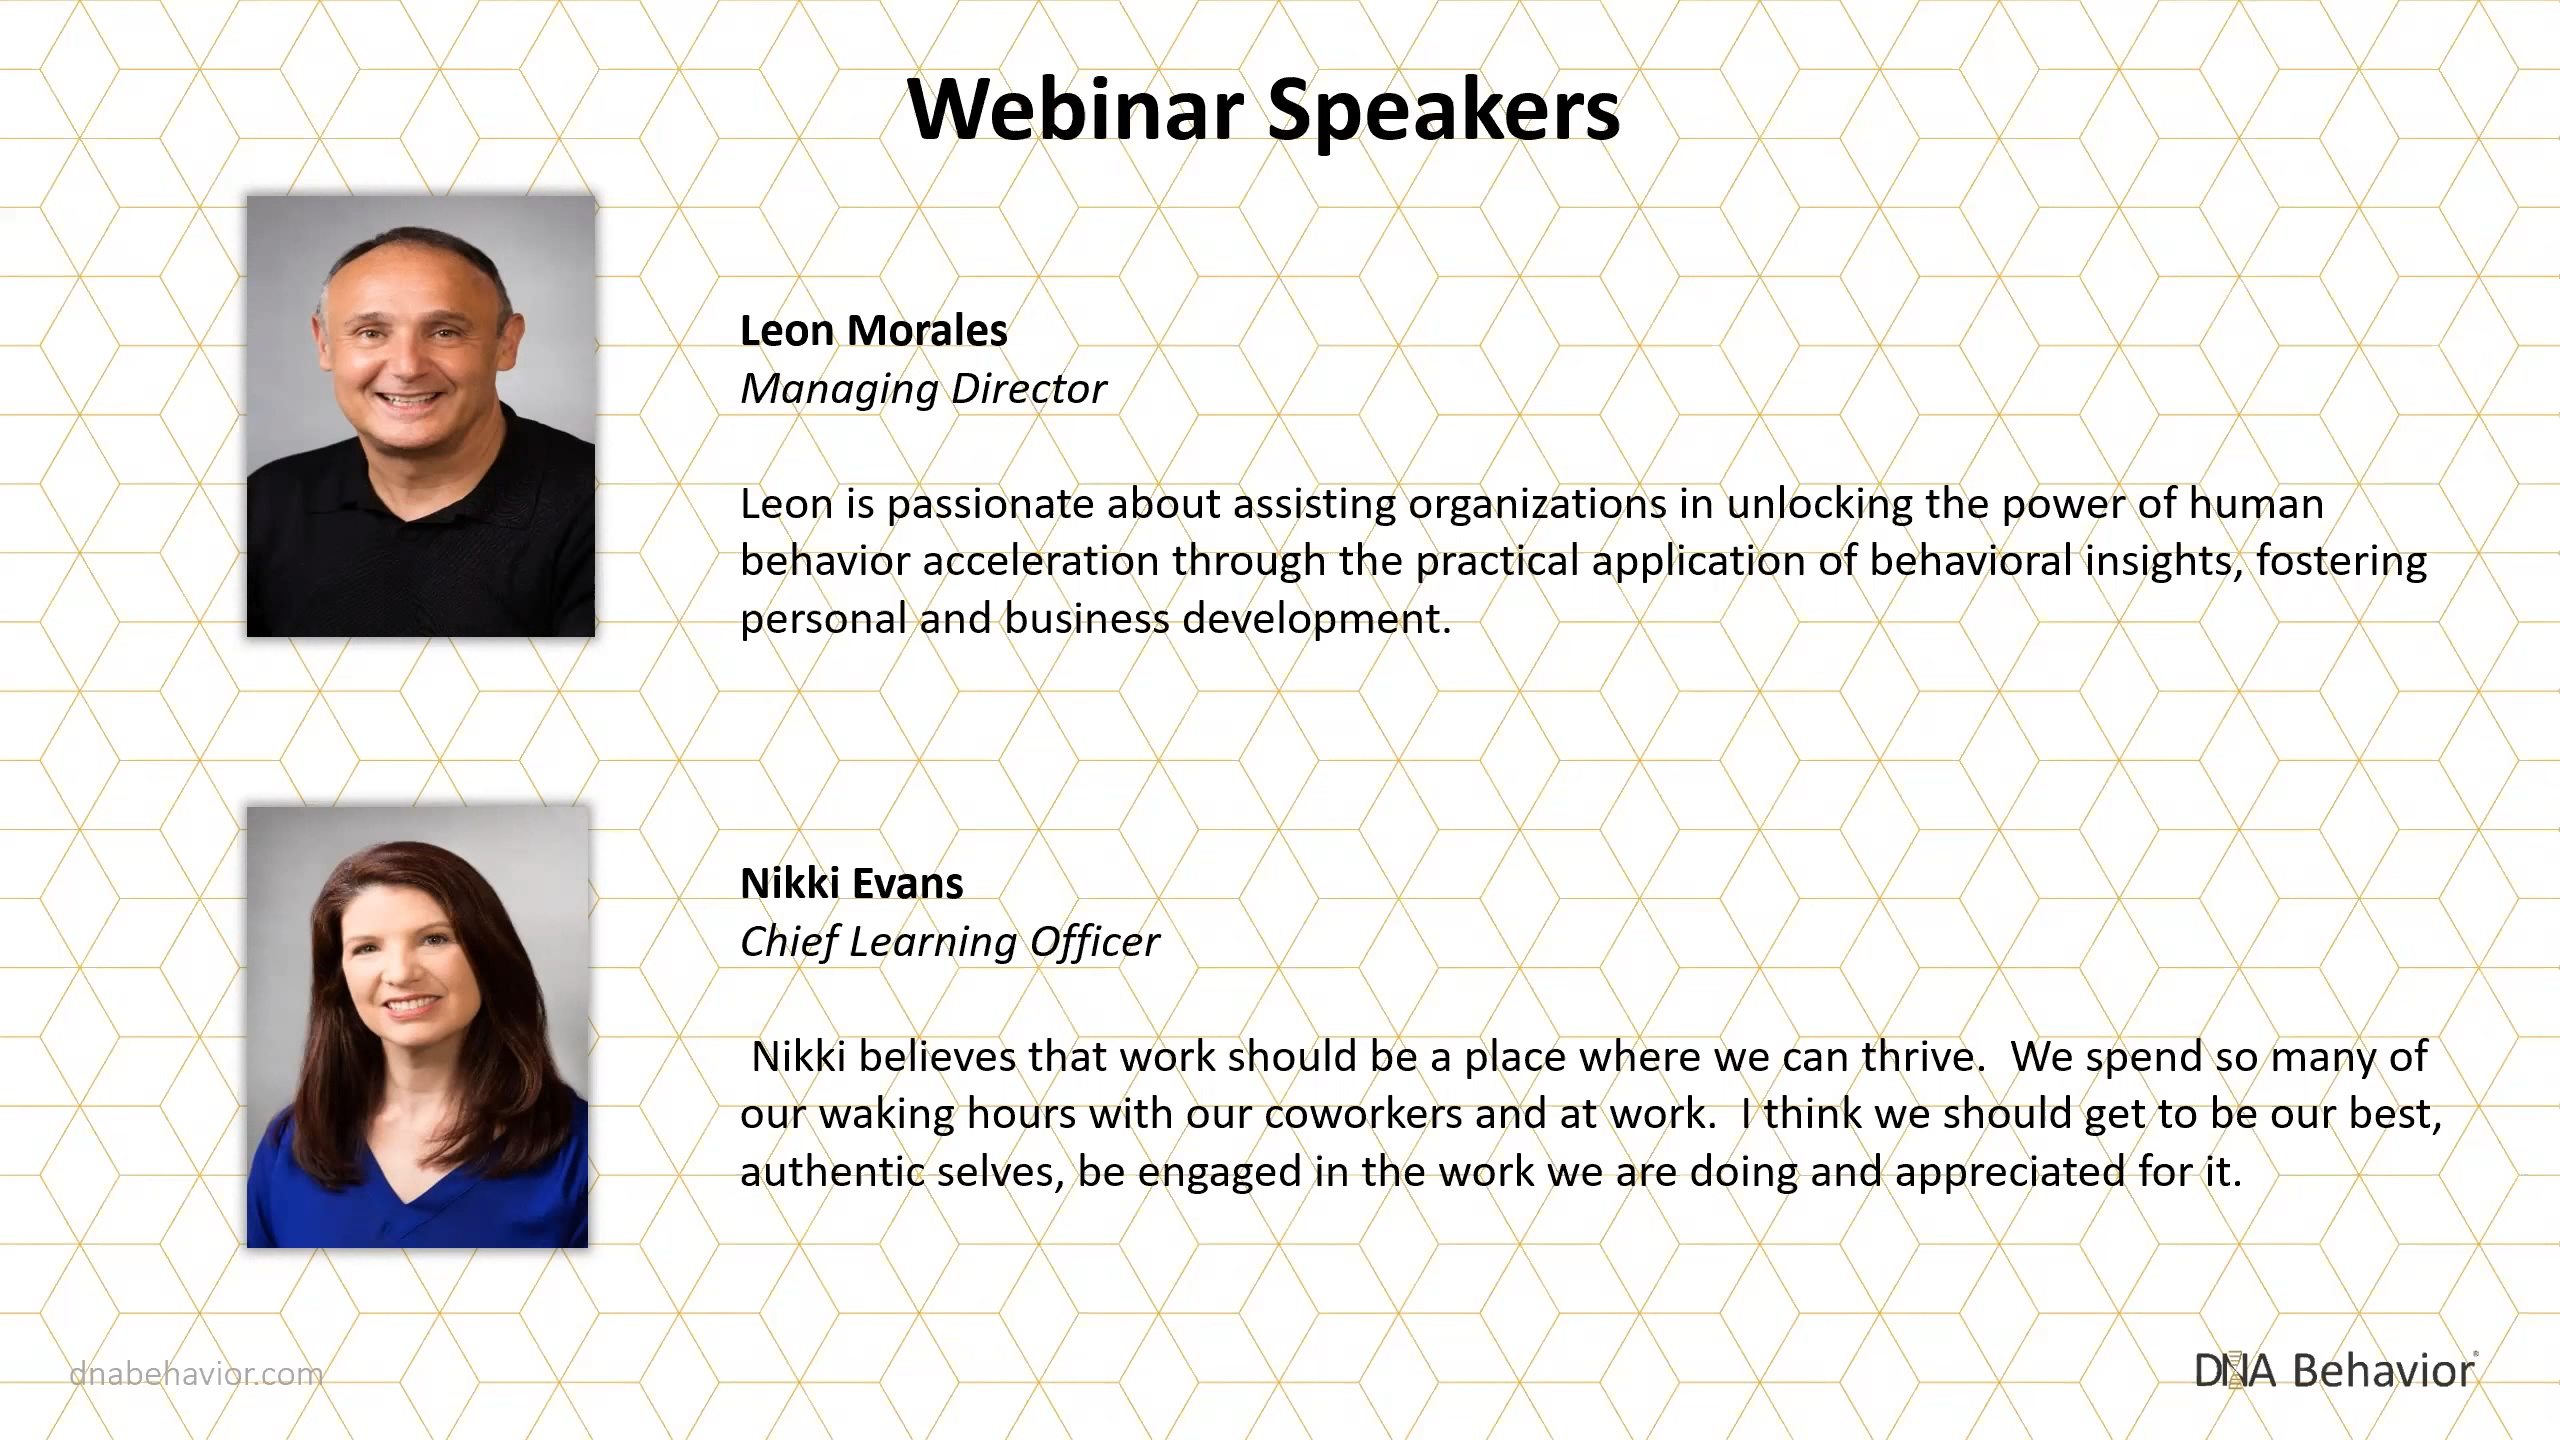 Webinar Speakers
Leon Morales
Managing Director
Leon is passionate about assisting organizations in unlocking the power of human
behavior acceleration through the practical application of behavioral insights, fostering
personal and business development.
Nikki Evans
Chief Learning Officer
Nikki believes that work should be a place where we can thrive.  We spend so many of
our waking hours with our coworkers and at work.  I think we should get to be our best,
authentic selves, be engaged in the work we are doing and appreciated for it.
dnabehavior.com
DNA Behavior®